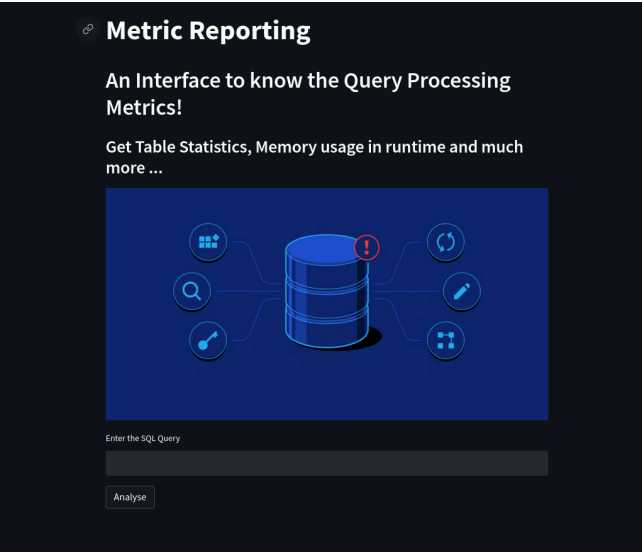 Metric Reporting
An Interface to know the Query Processing
Metrics!
Get Table Statistics, Memory usage in runtime and much
more ...
!
Enter the SQL Query
Analyse